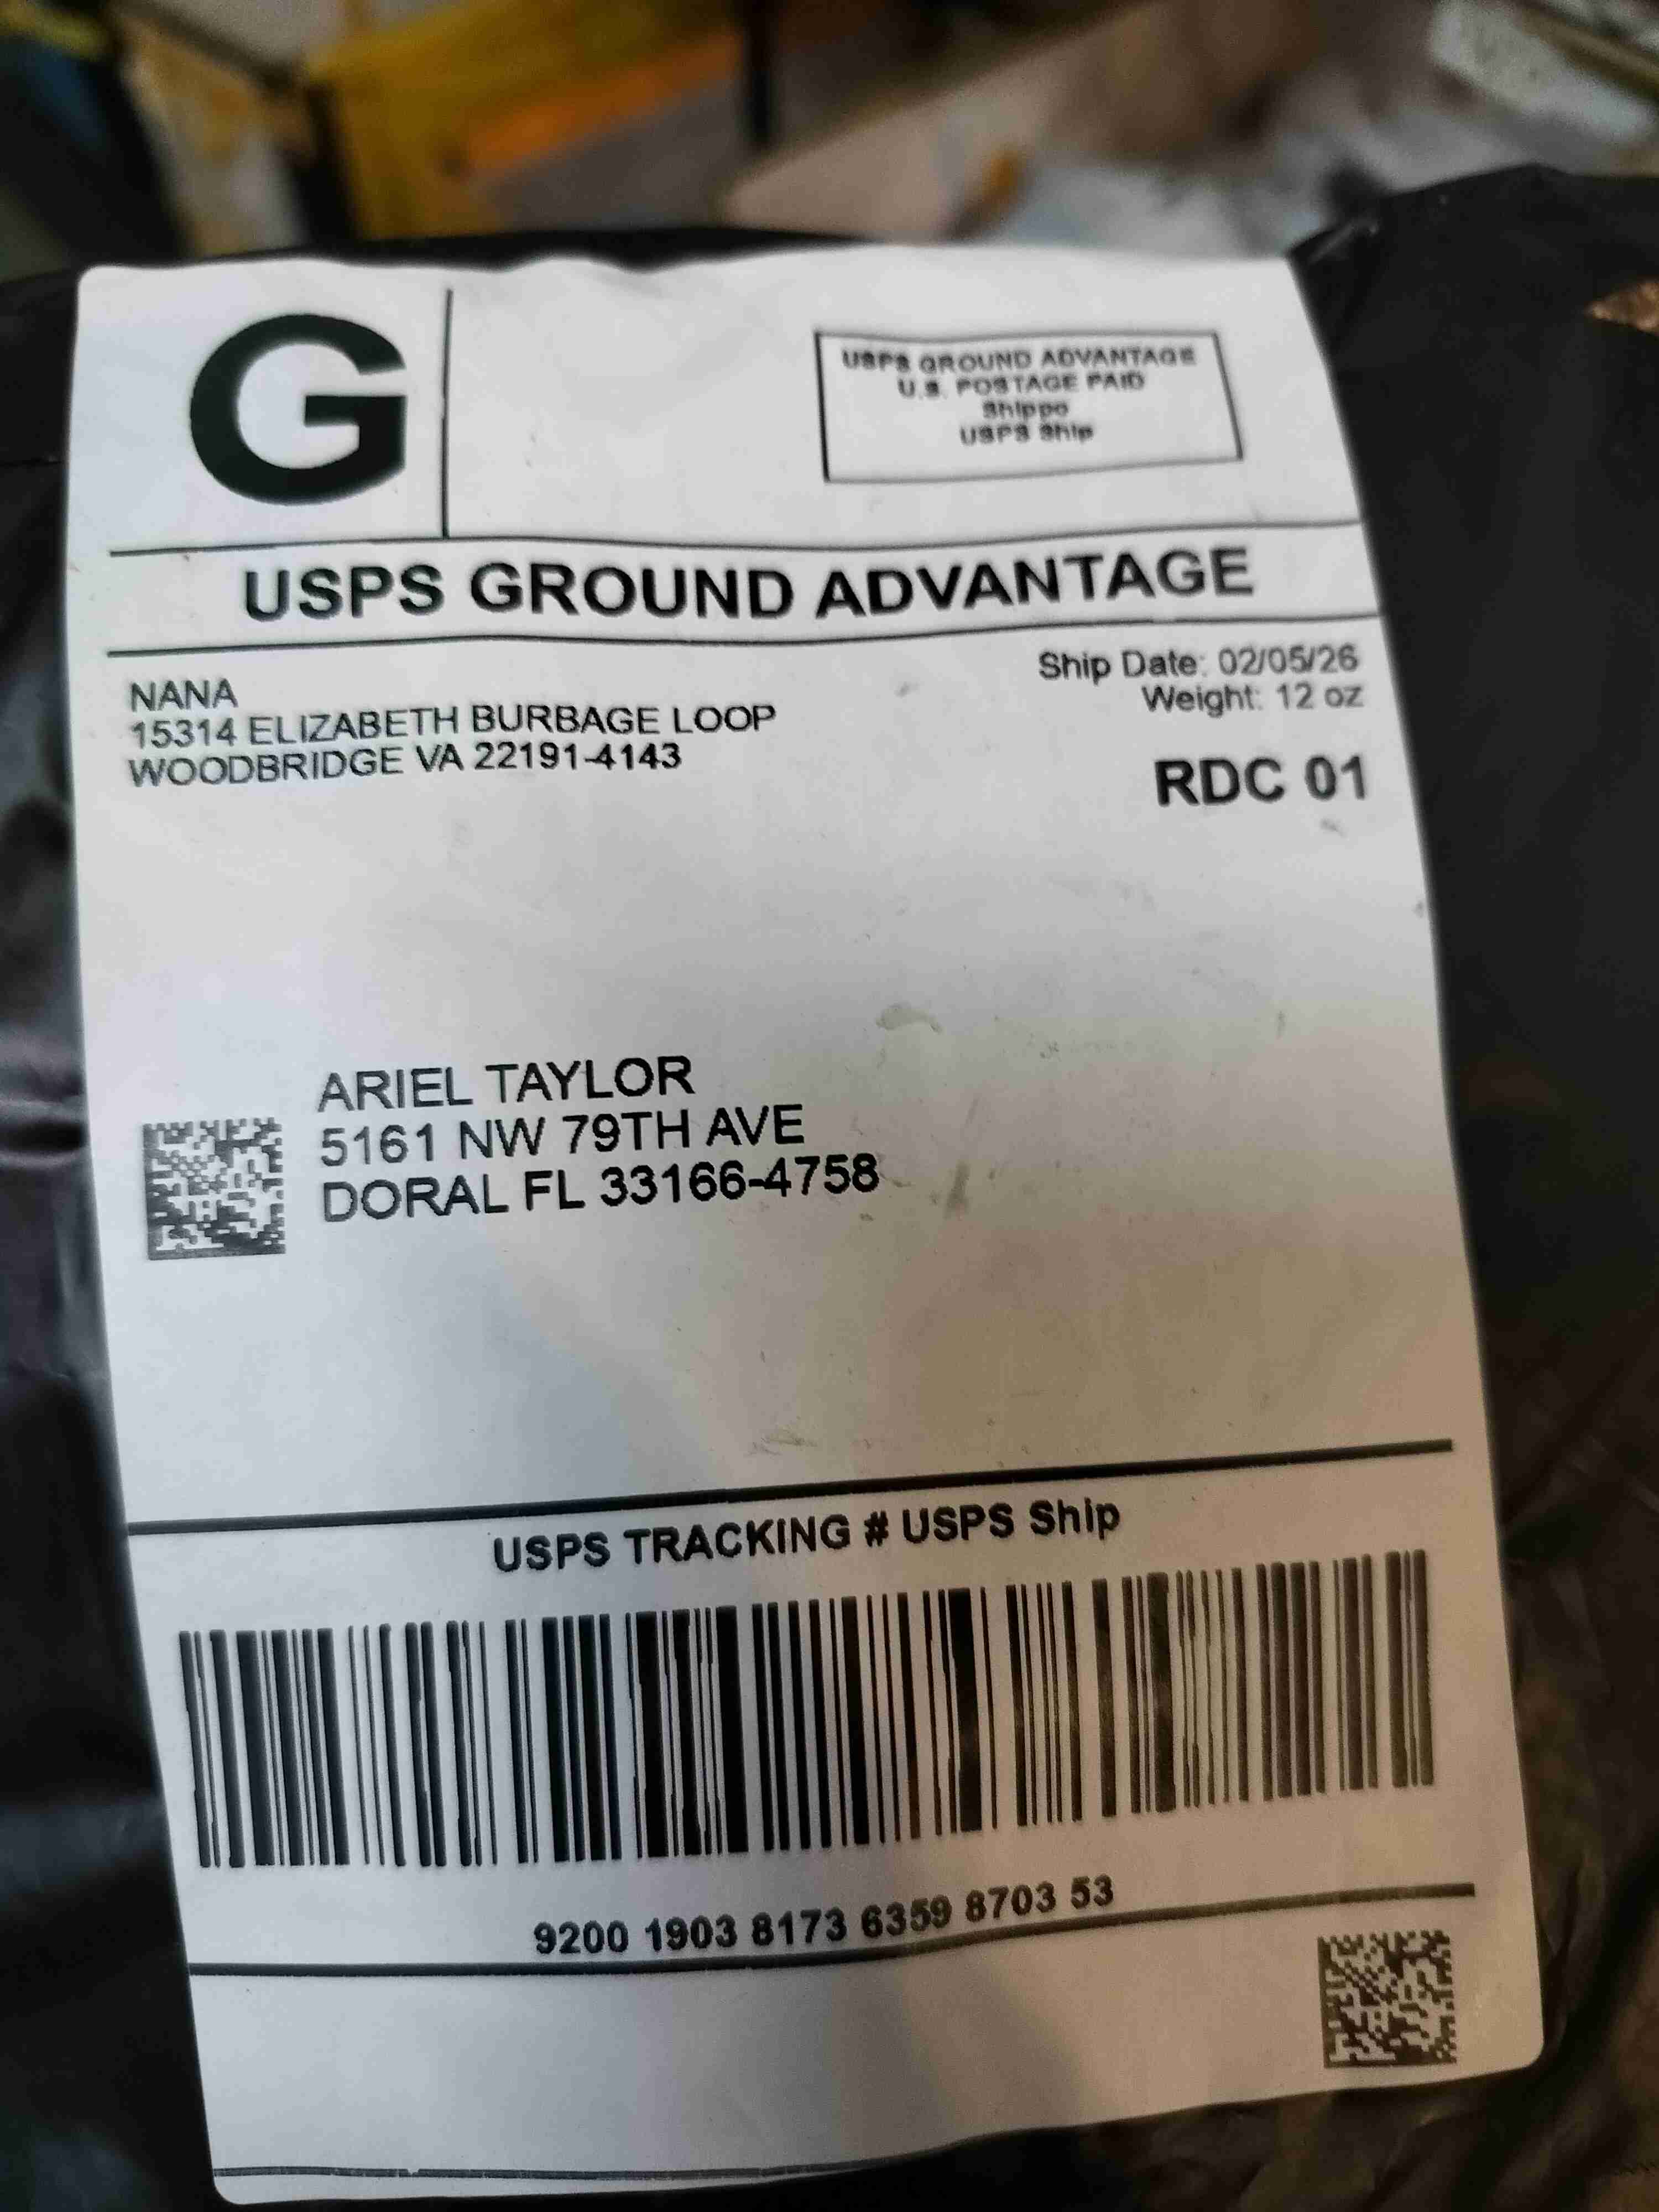 G
USPS GROUND ADVANTAGE
U.S. POSTAGE PAID
Shippo
USPS Ship
USPS GROUND ADVANTAGE
NANA
15314 ELIZABETH BURBAGE LOOP
WOODBRIDGE VA 22191-4143
Ship Date: 02/05/26
Weight: 12 oz
RDC 01
ARIEL TAYLOR
5161 NW 79TH AVE
DORAL FL 33166-4758
USPS TRACKING # USPS Ship
9200 1903 8173 6359 8703 53